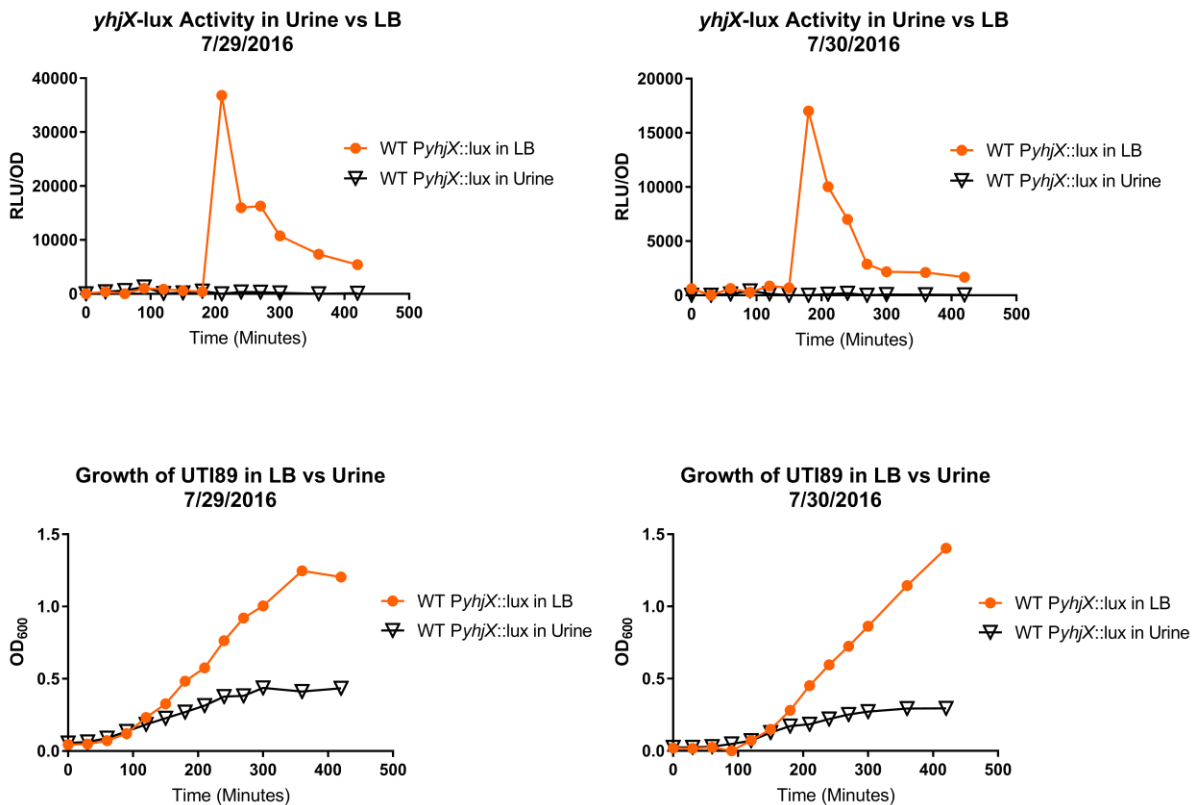 yhjX-lux Activity in Urine vs LB
7/29/2016
40000
30000
20000
10000
0
RLU/OD
0 100 200 300 400 500
Time (Minutes)
WT PyhjX::lux in LB
WT PyhjX::lux in Urine
yhjX-lux Activity in Urine vs LB
7/30/2016
20000
15000
10000
5000
0
RLU/OD
0 100 200 300 400 500
Time (Minutes)
WT PyhjX::lux in LB
WT PyhjX::lux in Urine
Growth of UTI89 in LB vs Urine
7/29/2016
1.5
1.0
0.5
0.0
OD600
0 100 200 300 400 500
Time (Minutes)
WT PyhjX::lux in LB
WT PyhjX::lux in Urine
Growth of UTI89 in LB vs Urine
7/30/2016
1.5
1.0
0.5
0.0
OD600
0 100 200 300 400 500
Time (Minutes)
WT PyhjX::lux in LB
WT PyhjX::lux in Urine